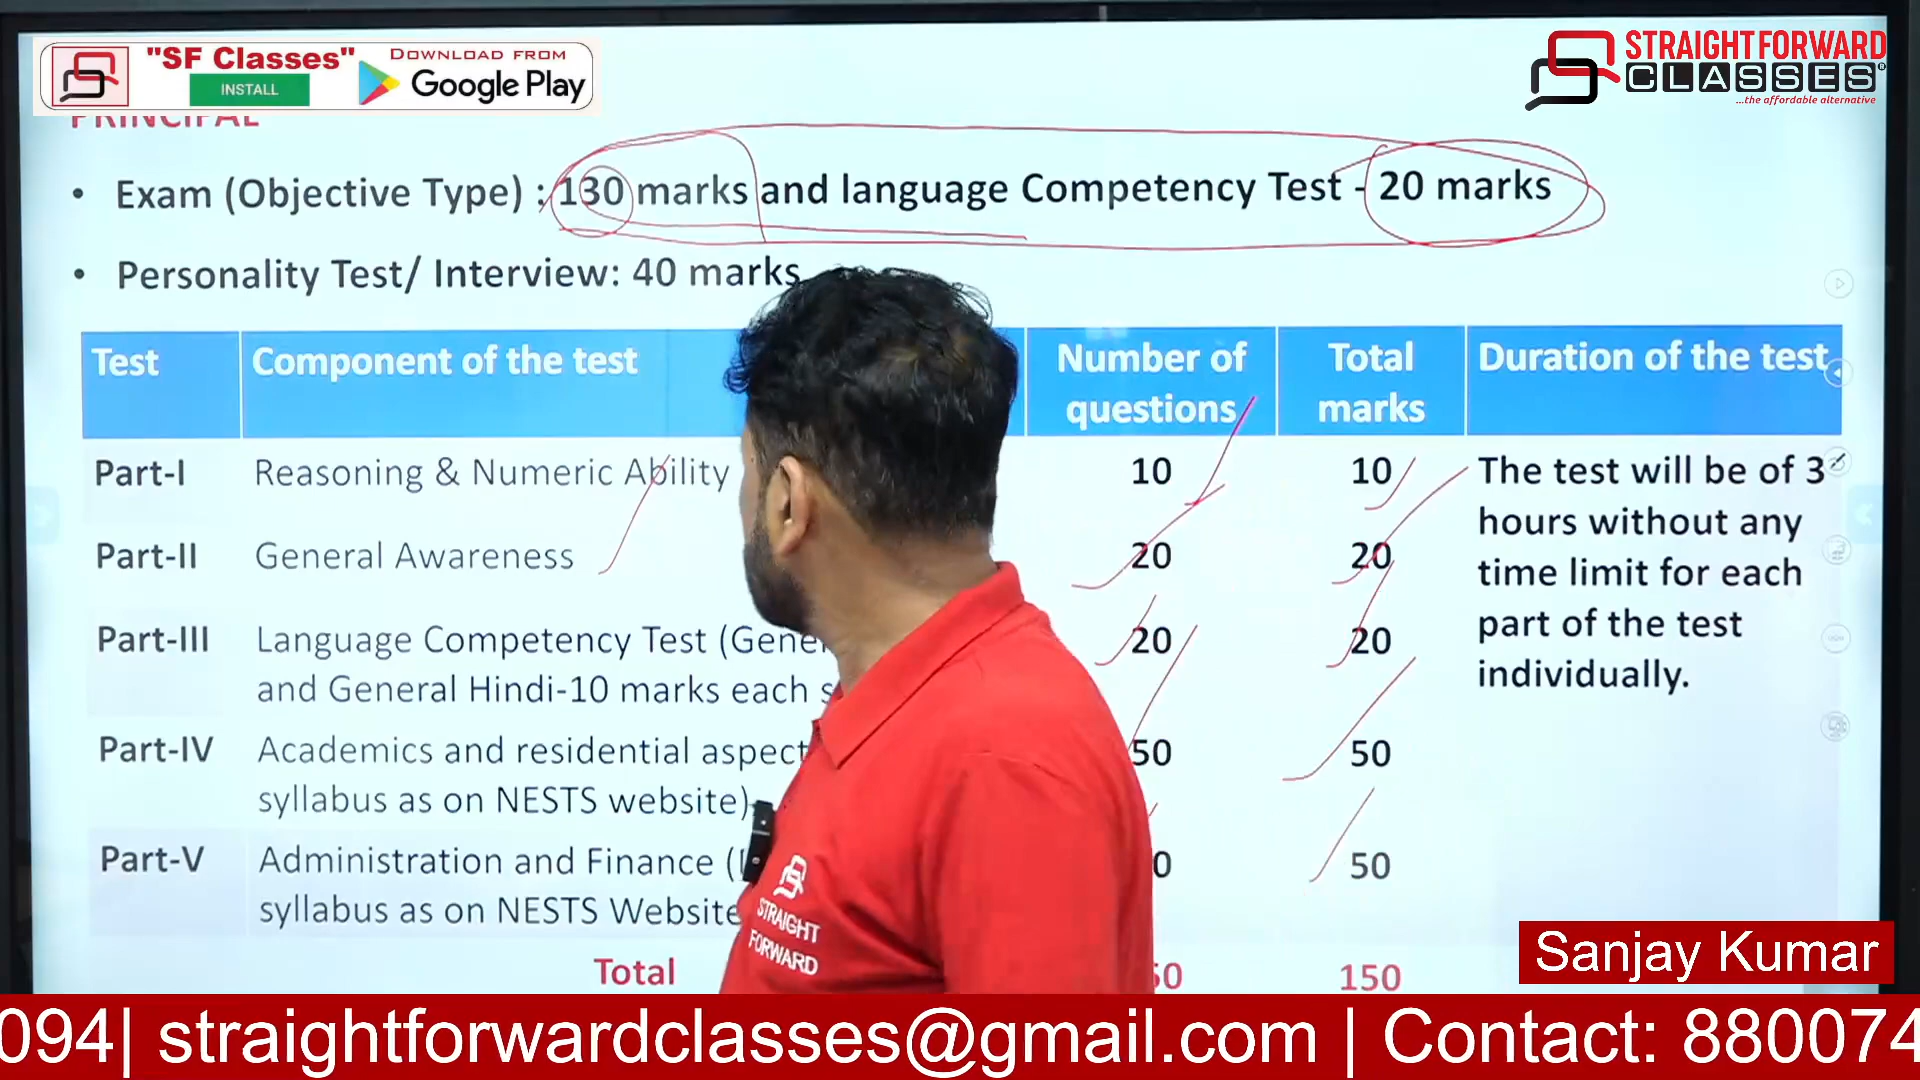 "SF Classes"
INSTALL
DOWNLOAD FROM
Google Play
STRAIGHT FORWARD
CLASSES
...the affordable alternative
PRINCIPAL
• Exam (Objective Type) : 130 marks and language Competency Test - 20 marks
• Personality Test/ Interview: 40 marks
Test Component of the test Number of questions Total marks Duration of the test
Part-I Reasoning & Numeric Ability 10 10 The test will be of 3
hours without any
Part-II General Awareness 20 20
time limit for each
part of the test
Part-III Language Competency Test 20 20
individually.
and General Hindi-10 marks each
Part-IV Academics and residential 50 50
syllabus as on NESTS website)
Part-V Administration and Finance 50
syllabus as on NESTS Website
Total 150
STRAIGHT
FORWARD
Sanjay Kumar
094| straightforwardclasses@gmail.com | Contact: 880074